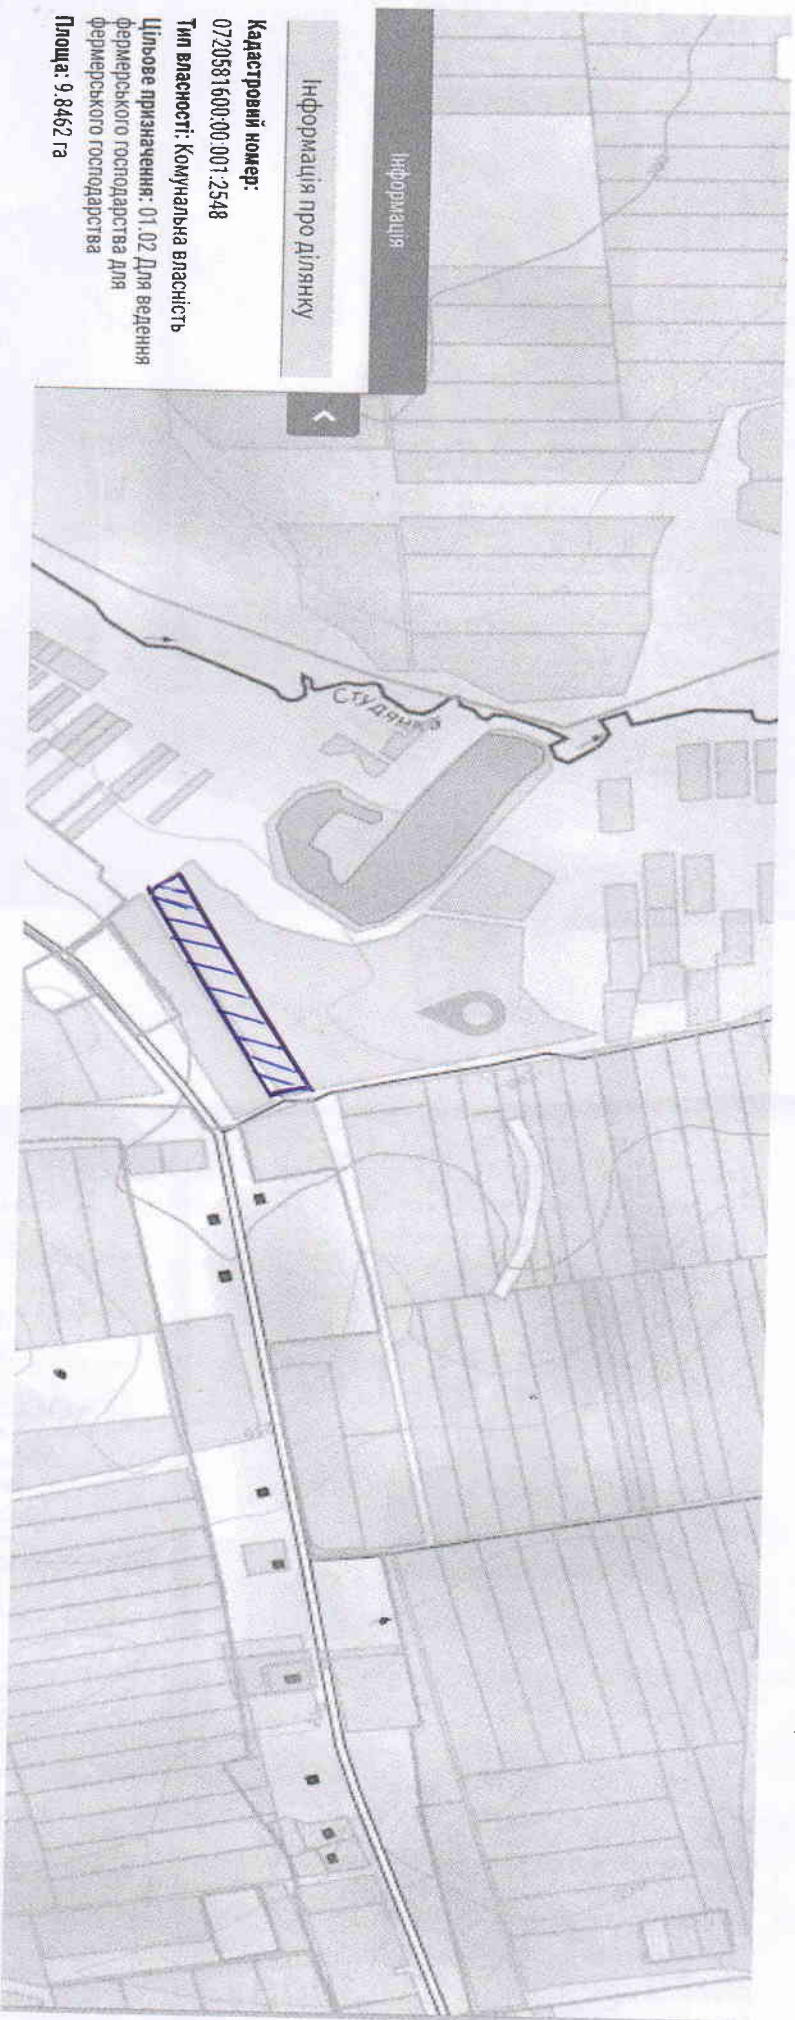 Інформація
Інформація про ділянку
Кадастровий номер:
0720581600:00:001:2548
Тип власності: Комунальна власність
Цільове призначення: 01.02 Для ведення
фермерського господарства для
фермерського господарства
Площа: 9.8462 га
Студянка